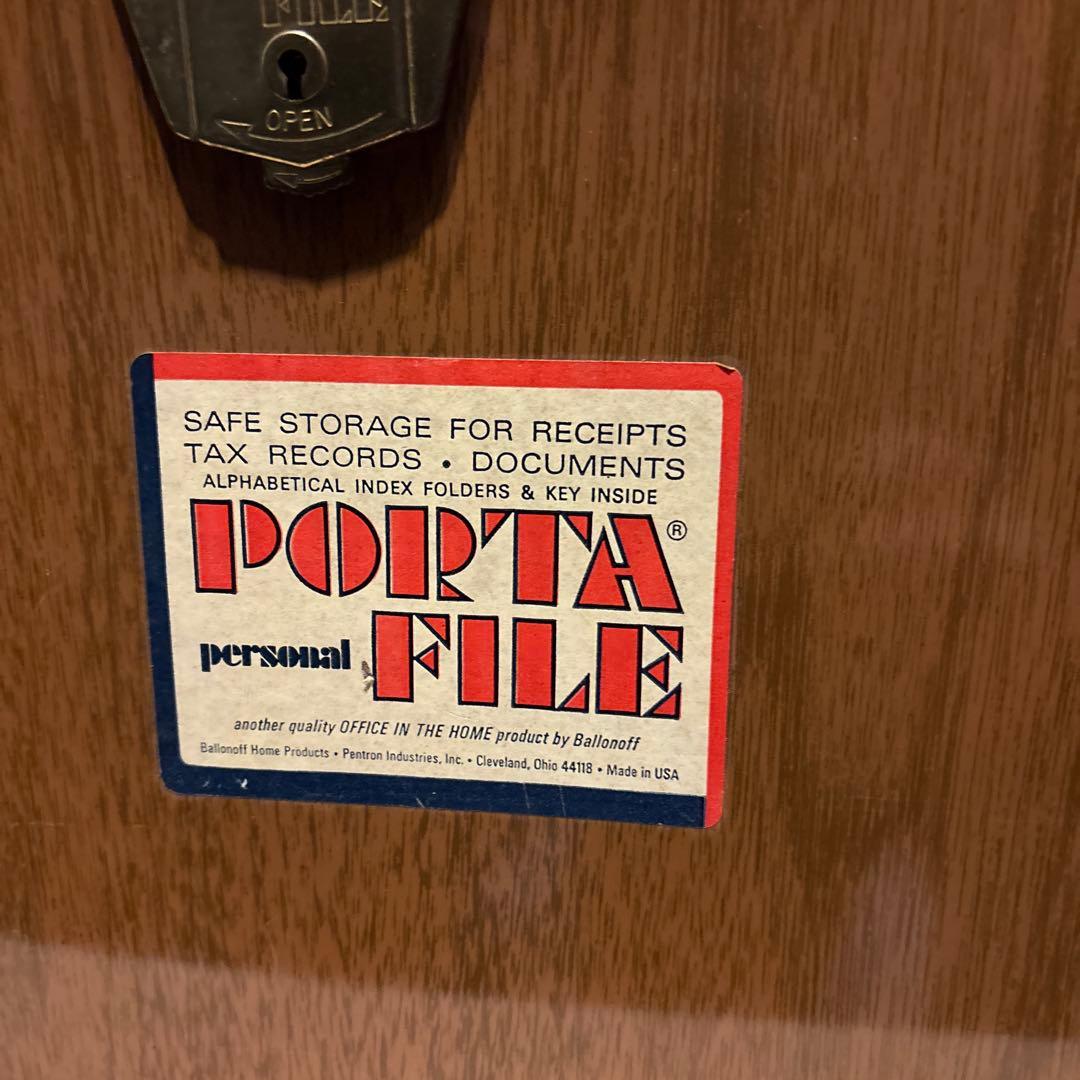 FILE
OPEN
SAFE STORAGE FOR RECEIPTS
TAX RECORDS • DOCUMENTS
ALPHABETICAL INDEX FOLDERS & KEY INSIDE
PORTA®
personal FILE
another quality OFFICE IN THE HOME product by Ballonoff
Ballonoff Home Products • Pentron Industries, Inc. • Cleveland, Ohio 44118 • Made in USA